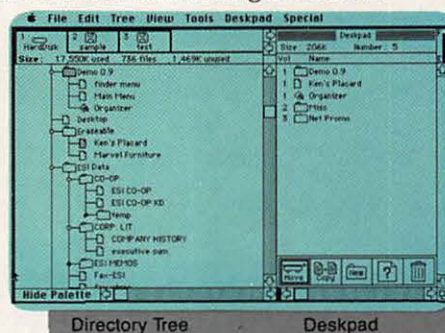 File Edit Tree View Tools Deskpad Special
1 HardDisk 2 sample 3 test
Size: 17,550K used 736 files 1,469K unused
Demo 0.9
finder menu
Main Menu
Organizer
Desktop
Eraseable
Ken's Placard
Marvel Forniture
ESI Data
CO-OP
ESI CO-OP
ESI CO-OP KD
temp
CORP. LIT
COMPANY HISTORY
executive sum.
ESI MEMOS
Fax-ESI
Hide Palette
Deskpad
Size: 206K Number: 5
Vol Name
1 Demo 0.9
1 Ken's Placard
1 Organizer
2 Misc
3 Net Promo
Move Copy New ?
Directory Tree Deskpad